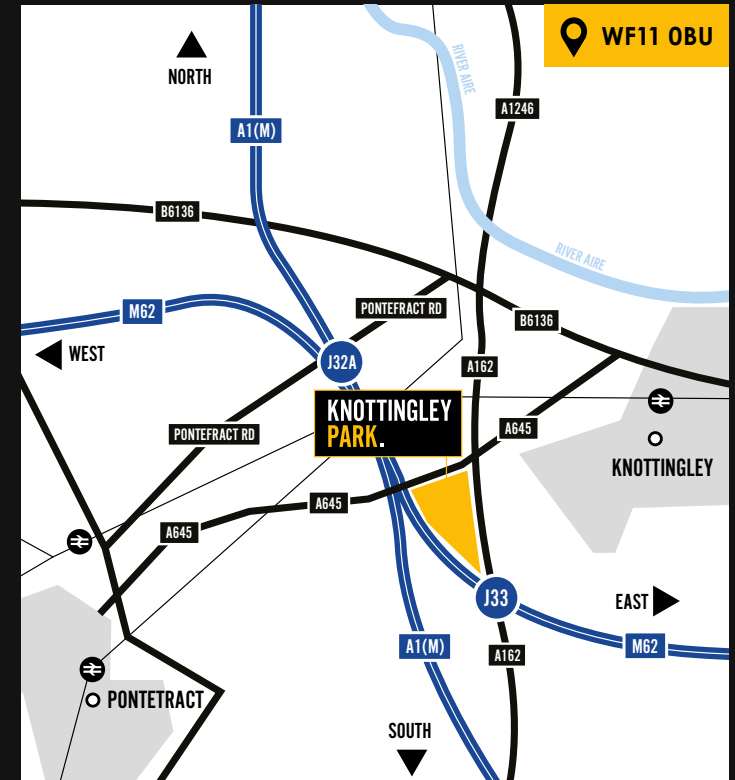 WF11 0BU
NORTH
RIVER AIRE
A1246
A1(M)
B6136
RIVER AIRE
M62
PONTEFRACT RD
B6136
WEST
J32A
A162
KNOTTINGLEY
PARK.
A645
PONTEFRACT RD
KNOTTINGLEY
A645
A645
J33
EAST
A1(M)
M62
A162
PONTETRACT
SOUTH